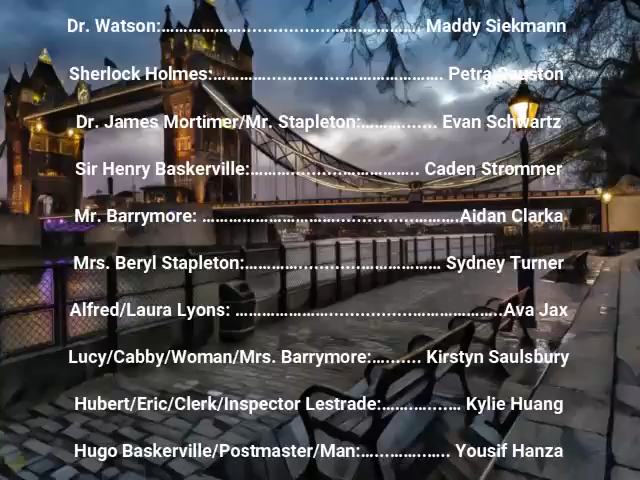 Dr. Watson:................................................ Maddy Siekmann
Sherlock Holmes:............................................ Petra
Dr. James Mortimer/Mr. Stapleton:................ Evan Schwartz
Sir Henry Baskerville:................................... Caden Strommer
Mr. Barrymore: ................................................Aidan Clarka
Mrs. Beryl Stapleton:........................................ Sydney Turner
Alfred/Laura Lyons: ......................................................Ava Jax
Lucy/Cabby/Woman/Mrs. Barrymore:.......... Kirstyn Saulsbury
Hubert/Eric/Clerk/Inspector Lestrade:................ Kylie Huang
Hugo Baskerville/Postmaster/Man:.................. Yousif Hanza